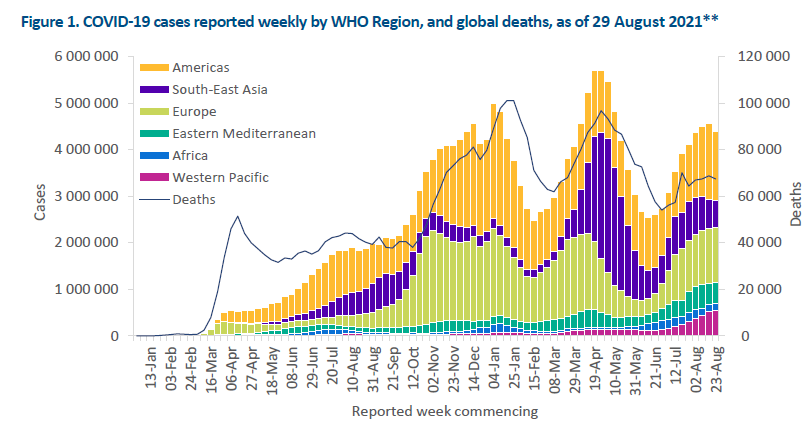 Figure 1. COVID-19 cases reported weekly by WHO Region, and global deaths, as of 29 August 2021**
6 000 000
5 000 000
4 000 000
3 000 000
2 000 000
1 000 000
0
Cases
Americas
South-East Asia
Europe
Eastern Mediterranean
Africa
Western Pacific
Deaths
120 000
100 000
80 000
60 000
40 000
20 000
0
Deaths
13-Jan
03-Feb
24-Feb
16-Mar
06-Apr
27-Apr
18-May
08-Jun
29-Jun
20-Jul
10-Aug
31-Aug
21-Sep
12-Oct
02-Nov
23-Nov
14-Dec
04-Jan
25-Jan
15-Feb
08-Mar
29-Mar
19-Apr
10-May
31-May
21-Jun
12-Jul
02-Aug
23-Aug
Reported week commencing